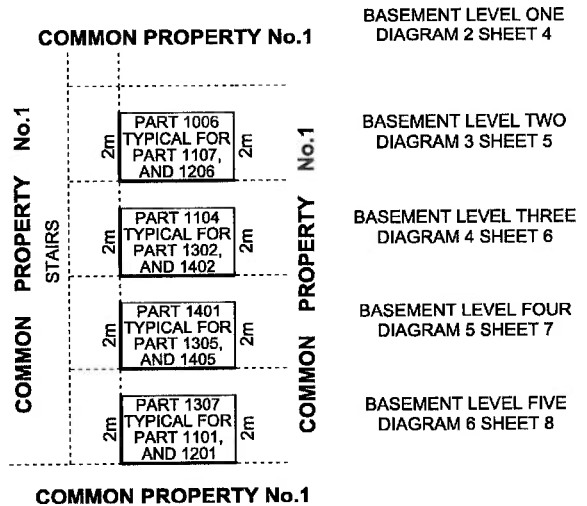 COMMON PROPERTY No.1
BASEMENT LEVEL ONE
DIAGRAM 2 SHEET 4
COMMON PROPERTY No.1
STAIRS
2m
PART 1006
TYPICAL FOR
PART 1107,
AND 1206
2m
BASEMENT LEVEL TWO
DIAGRAM 3 SHEET 5
2m
PART 1104
TYPICAL FOR
PART 1302,
AND 1402
2m
BASEMENT LEVEL THREE
DIAGRAM 4 SHEET 6
2m
PART 1401
TYPICAL FOR
PART 1305,
AND 1405
2m
BASEMENT LEVEL FOUR
DIAGRAM 5 SHEET 7
2m
PART 1307
TYPICAL FOR
PART 1101,
AND 1201
2m
BASEMENT LEVEL FIVE
DIAGRAM 6 SHEET 8
COMMON PROPERTY No.1
COMMON PROPERTY No.1